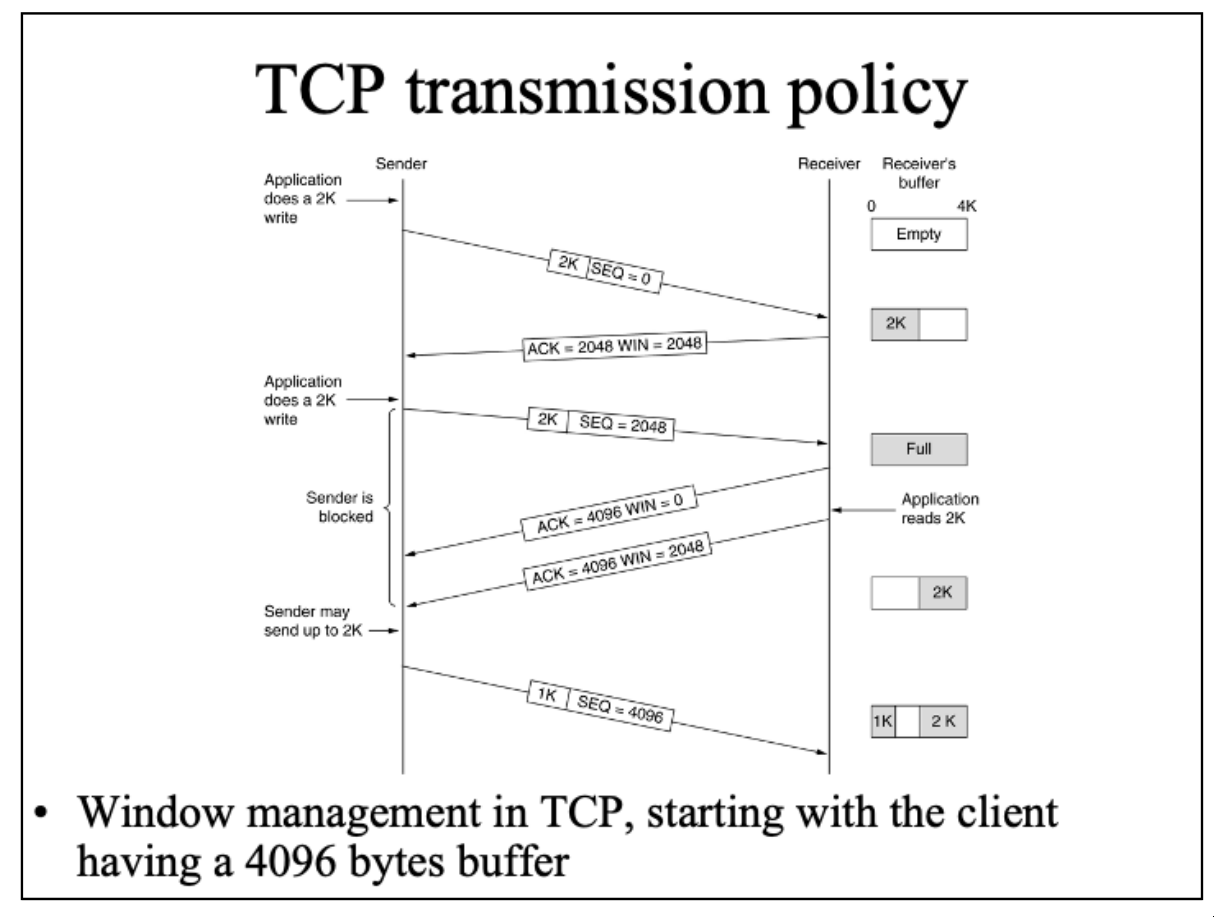 TCP transmission policy
Sender
Receiver
Receiver's
buffer
Application
does a 2K
write
0 4K
Empty
2K SEQ = 0
2K
ACK = 2048 WIN = 2048
Application
does a 2K
write
2K SEQ = 2048
Full
Sender is
blocked
ACK = 4096 WIN = 0
Application
reads 2K
ACK = 4096 WIN = 2048
2K
Sender may
send up to 2K
1K SEQ = 4096
1K 2 K
• Window management in TCP, starting with the client
having a 4096 bytes buffer